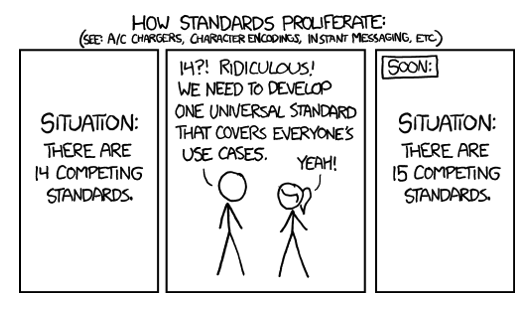 HOW STANDARDS PROLIFERATE:
(SEE: A/C CHARGERS, CHARACTER ENCODINGS, INSTANT MESSAGING, ETC.)
SITUATION:
THERE ARE
14 COMPETING
STANDARDS.
14?! RIDICULOUS!
WE NEED TO DEVELOP
ONE UNIVERSAL STANDARD
THAT COVERS EVERYONE'S
USE CASES.
YEAH!
SOON:
SITUATION:
THERE ARE
15 COMPETING
STANDARDS.